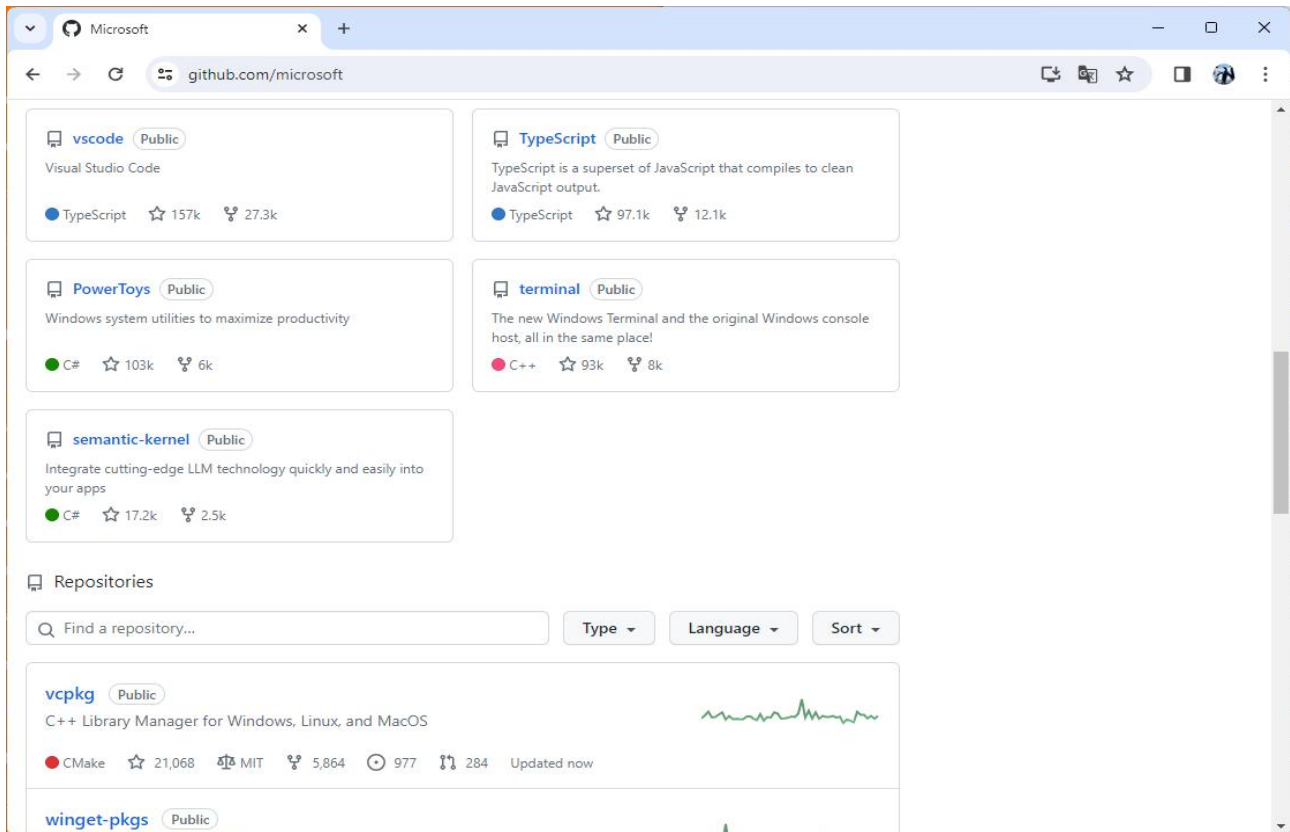 Microsoft
github.com/microsoft
vscode Public
Visual Studio Code
TypeScript 157k 27.3k
TypeScript Public
TypeScript is a superset of JavaScript that compiles to clean
JavaScript output.
TypeScript 97.1k 12.1k
PowerToys Public
Windows system utilities to maximize productivity
C# 103k 6k
terminal Public
The new Windows Terminal and the original Windows console
host, all in the same place!
C++ 93k 8k
semantic-kernel Public
Integrate cutting-edge LLM technology quickly and easily into
your apps
C# 17.2k 2.5k
Repositories
Find a repository... Type Language Sort
vcpkg Public
C++ Library Manager for Windows, Linux, and MacOS
CMake 21,068 MIT 5,864 977 284 Updated now
winget-pkgs Public